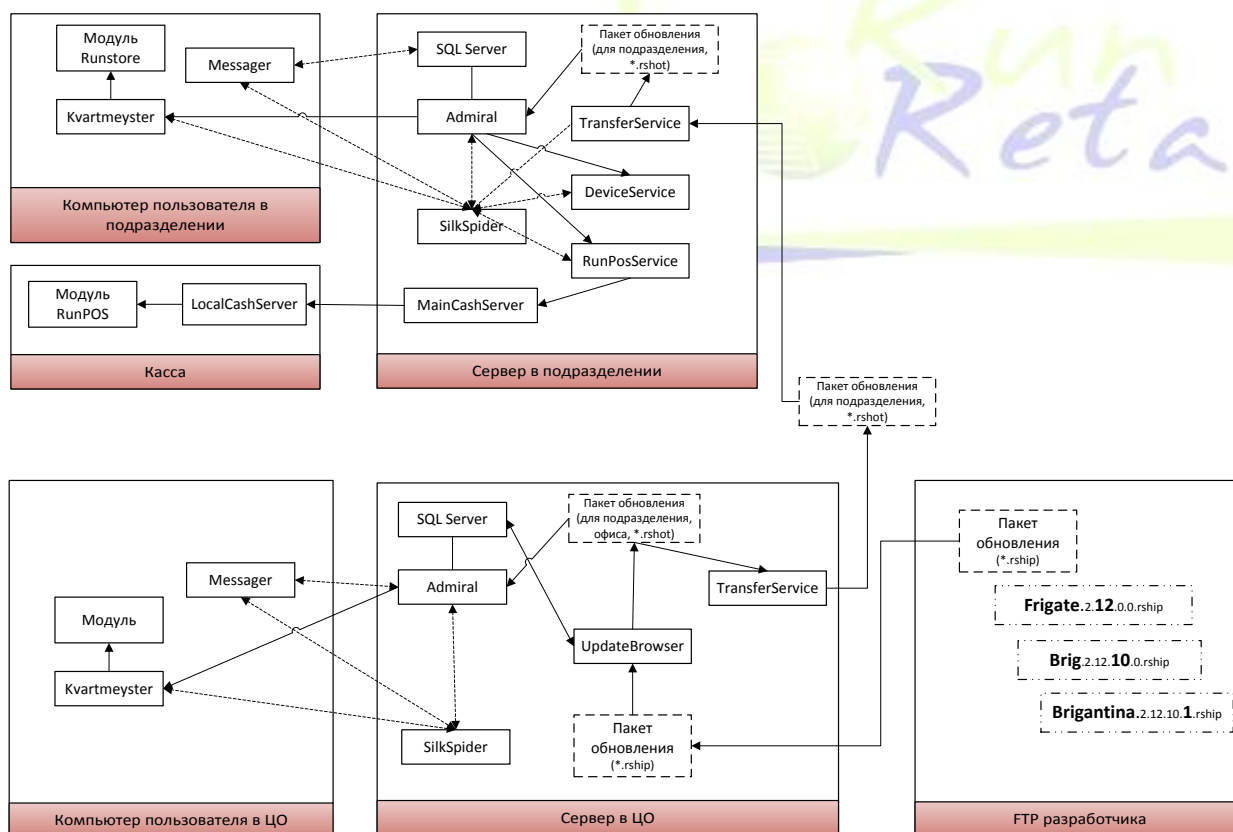 Run
Reta
Модуль
Runstore
Messager
Kvartmeyster
Компьютер пользователя в
подразделении
SQL Server
Пакет обновления
(для подразделения,
*.rshot)
Admiral
TransferService
DeviceService
SilkSpider
RunPosService
MainCashServer
Сервер в подразделении
Модуль
RunPOS
LocalCashServer
Касса
Пакет обновления
(для подразделения,
*.rshot)
Messager
Модуль
Kvartmeyster
Компьютер пользователя в ЦО
SQL Server
Пакет обновления
(для подразделения,
офиса, *.rshot)
Admiral
TransferService
UpdateBrowser
SilkSpider
Пакет
обновления
(*.rship)
Сервер в ЦО
Пакет
обновления
(*.rship)
Frigate.2.12.0.0.rship
Brig.2.12.10.0.rship
Brigantina.2.12.10.1.rship
FTP разработчика